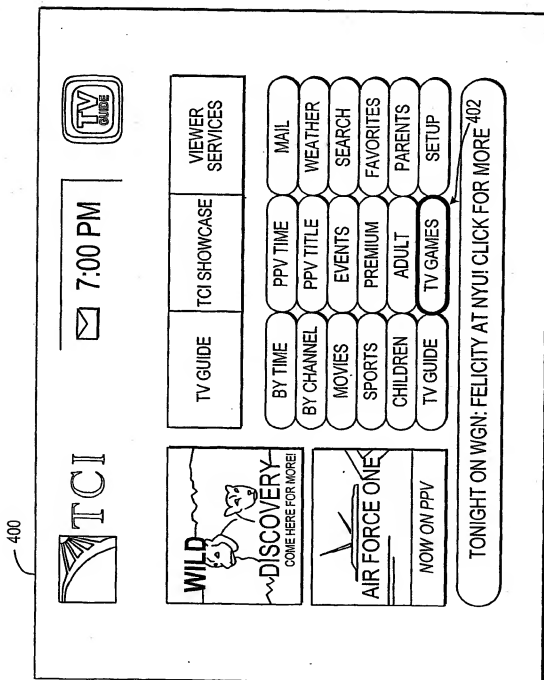 400
TCI
7:00 PM
TV
GUIDE
WILD
DISCOVERY
COME HERE FOR MORE!
AIR FORCE ONE
NOW ON PPV
TV GUIDE
TCI SHOWCASE
VIEWER
SERVICES
BY TIME
PPV TIME
MAIL
BY CHANNEL
PPV TITLE
WEATHER
MOVIES
EVENTS
SEARCH
SPORTS
PREMIUM
FAVORITES
CHILDREN
ADULT
PARENTS
TV GUIDE
TV GAMES
SETUP
402
TONIGHT ON WGN: FELICITY AT NYU! CLICK FOR MORE